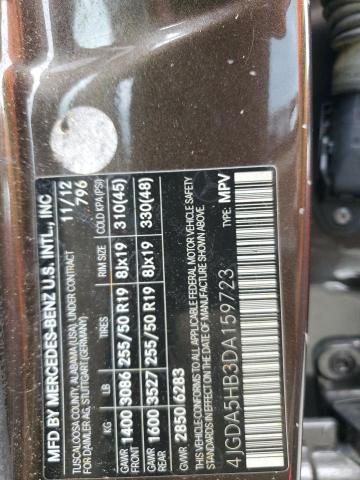 MFD BY MERCEDES-BENZ U.S. INTL., INC
TUSCALOOSA COUNTY, ALABAMA (USA) UNDER CONTRACT
FOR DAIMLER AG, STUTTGART (GERMANY)
11/12
796
KG LB TIRES RIM SIZE COLD KPA (PSI)
GAWR FRONT 1400 3086 255/50 R19 8Jx19 310(45)
GAWR REAR 1600 3527 255/50 R19 8Jx19 330(48)
GVWR 2850 6283
THIS VEHICLE CONFORMS TO ALL APPLICABLE FEDERAL MOTOR VEHICLE SAFETY
AND THEFT PREVENTION STANDARDS IN EFFECT ON THE DATE OF MANUFACTURE SHOWN ABOVE.
4JGDA5HB3DA159723
TYPE: MPV